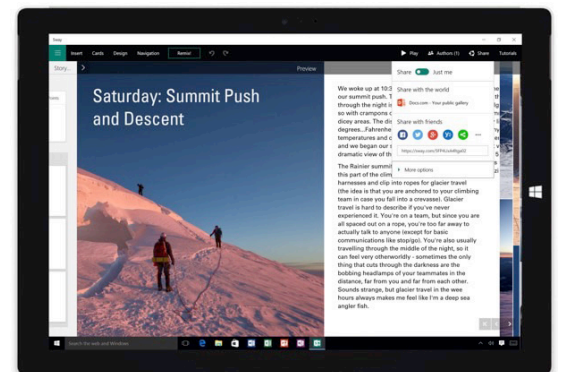 Sway
Insert Cards Design Navigation Remix!
Play Authors (1) Share Tutorials
Story...
Preview
Share Just me
Share with the world
Docs.com - Your public gallery
Share with friends
More options
Saturday: Summit Push
and Descent
We woke up at 10:3
our summit push. T
through the night is
so with crampons o
dicey areas. The dis
degrees...Fahrenhe
temperatures and c
and we began our s
dramatic view of th
The Rainier summit
this part of the clim
harnesses and clip into ropes for glacier travel
(the idea is that you are anchored to your climbing
team in case you fall into a crevasse). Glacier
travel is hard to describe if you've never
experienced it. You're on a team, but since you are
all spaced out on a rope, you're too far away to
actually talk to anyone (except for basic
communications like stop/go). You're also usually
travelling through the middle of the night, so it
can feel very otherworldly - sometimes the only
thing that cuts through the darkness are the
bobbing headlamps of your teammates in the
distance, far from you and far from each other.
Sounds strange, but glacier travel in the wee
hours always makes me feel like I'm a deep sea
angler fish.
Search the web and Windows